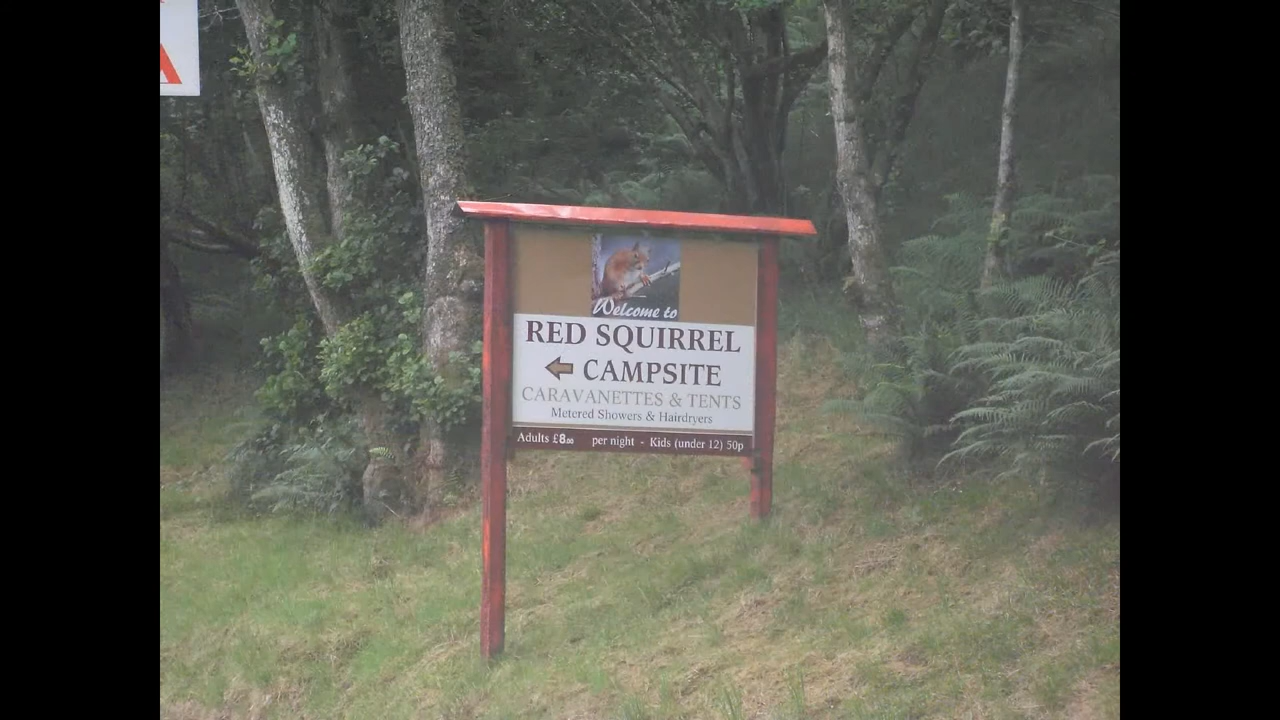 A
Welcome to
RED SQUIRREL
CAMPSITE
CARAVANETTES & TENTS
Metered Showers & Hairdryers
Adults £8.00 per night - Kids (under 12) 50p